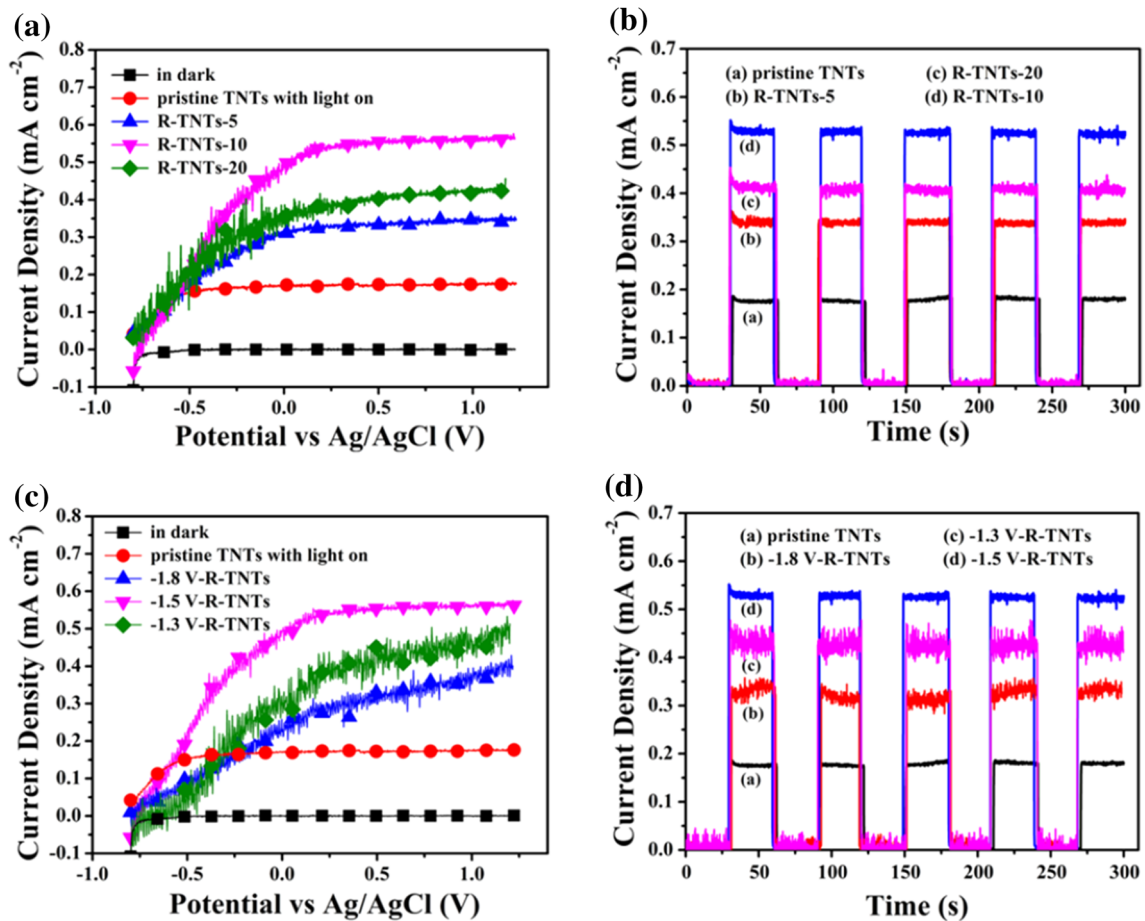 (a)
0.8
0.7
0.6
0.5
0.4
0.3
0.2
0.1
0.0
-0.1
Current Density (mA cm-2)
in dark
pristine TNTs with light on
R-TNTs-5
R-TNTs-10
R-TNTs-20
-1.0 -0.5 0.0 0.5 1.0
Potential vs Ag/AgCl (V)
(b)
0.7
0.6
0.5
0.4
0.3
0.2
0.1
0.0
Current Density (mA cm-2)
(a) pristine TNTs (c) R-TNTs-20
(b) R-TNTs-5 (d) R-TNTs-10
(d)
(c)
(b)
(a)
0 50 100 150 200 250 300
Time (s)
(c)
0.8
0.7
0.6
0.5
0.4
0.3
0.2
0.1
0.0
-0.1
Current Density (mA cm-2)
in dark
pristine TNTs with light on
-1.8 V-R-TNTs
-1.5 V-R-TNTs
-1.3 V-R-TNTs
-1.0 -0.5 0.0 0.5 1.0
Potential vs Ag/AgCl (V)
(d)
0.7
0.6
0.5
0.4
0.3
0.2
0.1
0.0
Current Density (mA cm-2)
(a) pristine TNTs (c) -1.3 V-R-TNTs
(b) -1.8 V-R-TNTs (d) -1.5 V-R-TNTs
(d)
(c)
(b)
(a)
0 50 100 150 200 250 300
Time (s)